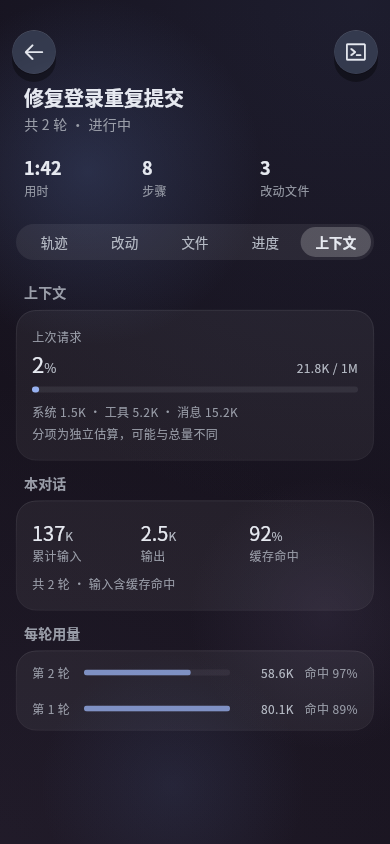 修复登录重复提交
共 2 轮 · 进行中
1:42 8 3
用时 步骤 改动文件
轨迹 改动 文件 进度 上下文
上下文
上次请求
2% 21.8K / 1M
系统 1.5K · 工具 5.2K · 消息 15.2K
分项为独立估算，可能与总量不同
本对话
137K 2.5K 92%
累计输入 输出 缓存命中
共 2 轮 · 输入含缓存命中
每轮用量
第 2 轮 58.6K 命中 97%
第 1 轮 80.1K 命中 89%